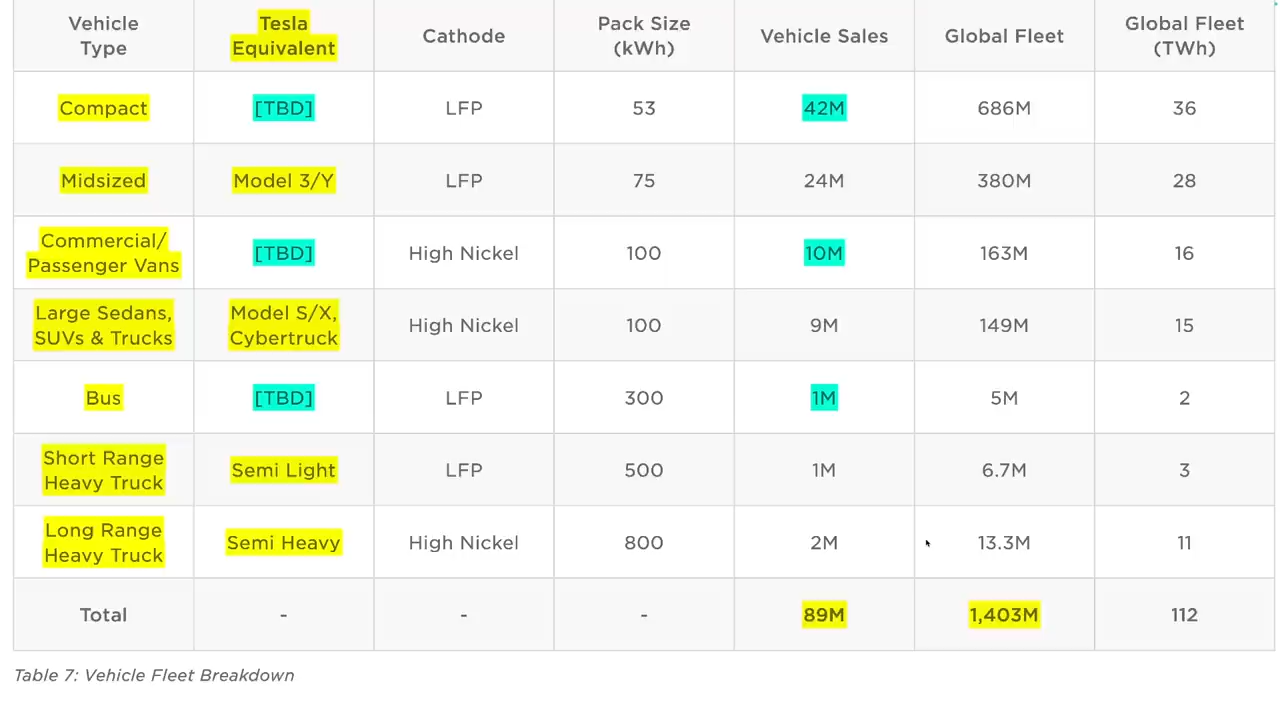 Vehicle
Type
Tesla
Equivalent
Cathode
Pack Size
(kWh)
Vehicle Sales
Global Fleet
Global Fleet
(TWh)
Compact
[TBD]
LFP
53
42M
686M
36
Midsized
Model 3/Y
LFP
75
24M
380M
28
Commercial/
Passenger Vans
[TBD]
High Nickel
100
10M
163M
16
Large Sedans,
SUVs & Trucks
Model S/X,
Cybertruck
High Nickel
100
9M
149M
15
Bus
[TBD]
LFP
300
1M
5M
2
Short Range
Heavy Truck
Semi Light
LFP
500
1M
6.7M
3
Long Range
Heavy Truck
Semi Heavy
High Nickel
800
2M
13.3M
11
Total
-
-
-
89M
1,403M
112
Table 7: Vehicle Fleet Breakdown